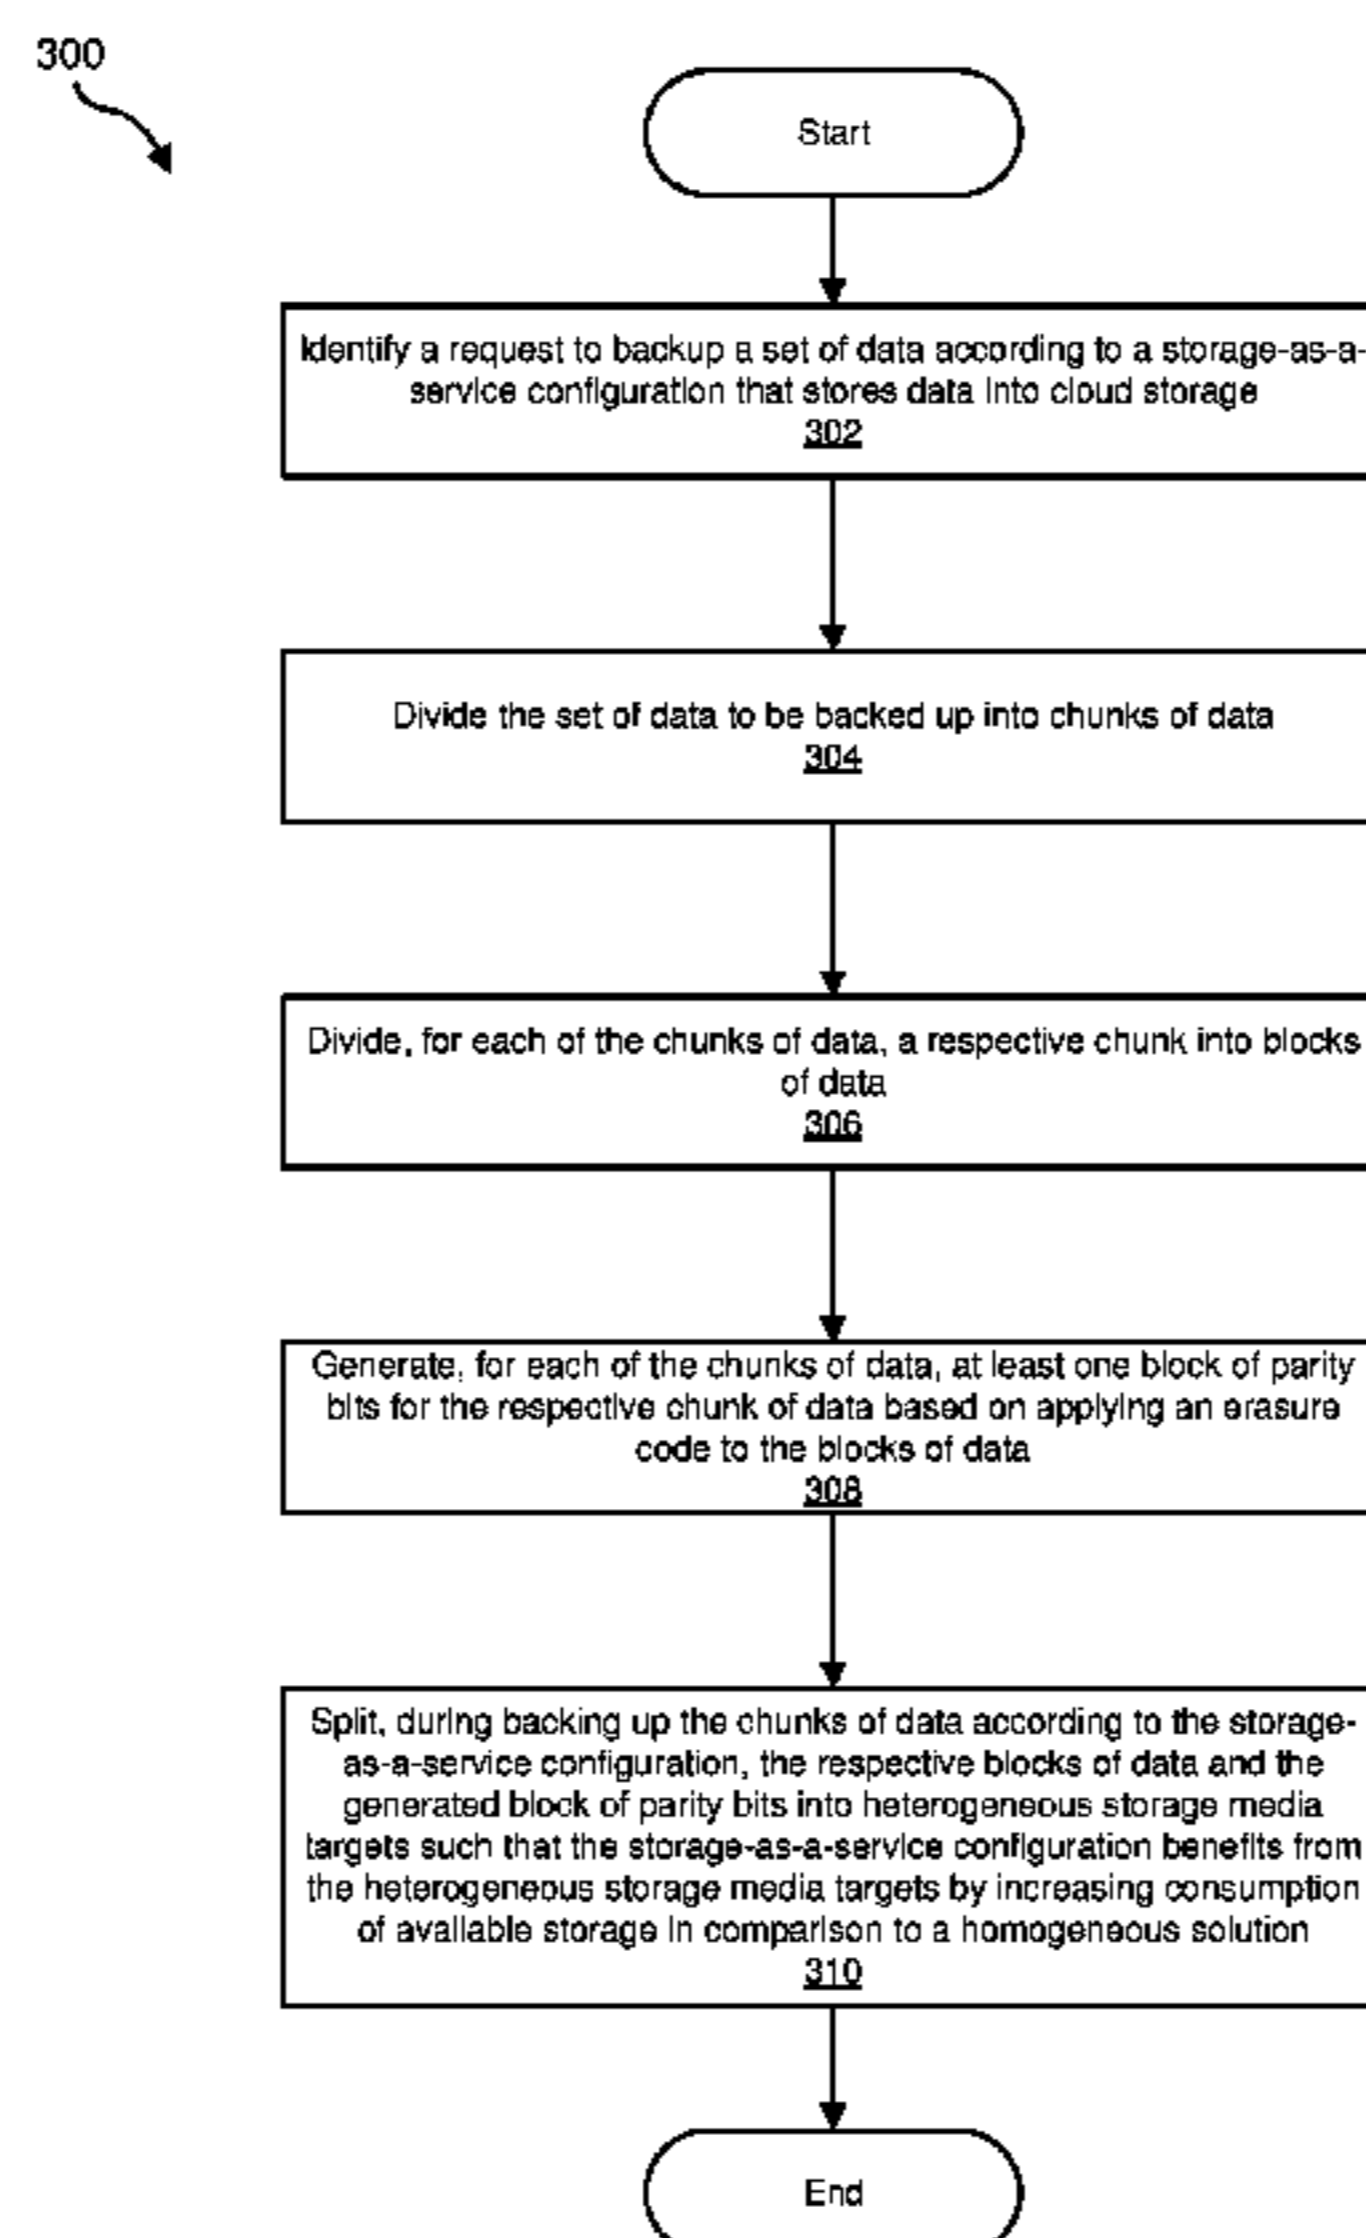 300
Start
Identify a request to backup a set of data according to a storage-as-a-
service configuration that stores data into cloud storage
302
Divide the set of data to be backed up into chunks of data
304
Divide, for each of the chunks of data, a respective chunk into blocks
of data
306
Generate, for each of the chunks of data, at least one block of parity
bits for the respective chunk of data based on applying an erasure
code to the blocks of data
308
Split, during backing up the chunks of data according to the storage-
as-a-service configuration, the respective blocks of data and the
generated block of parity bits into heterogeneous storage media
targets such that the storage-as-a-service configuration benefits from
the heterogeneous storage media targets by increasing consumption
of available storage in comparison to a homogeneous solution
310
End